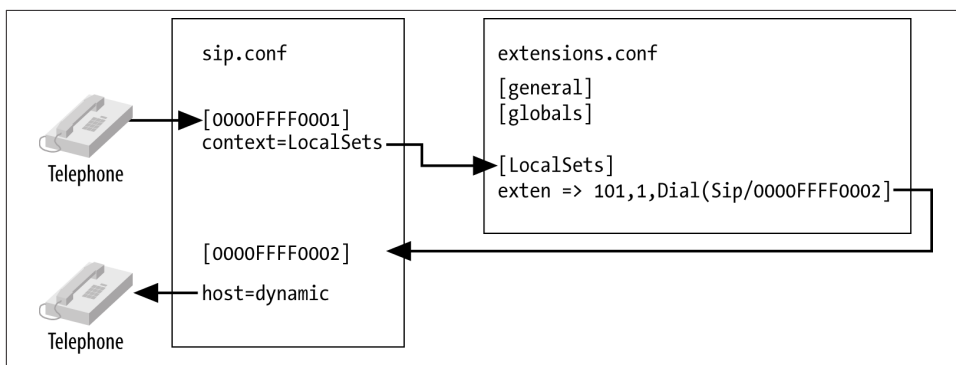 sip.conf
[0000FFFF0001]
context=LocalSets
Telephone
[0000FFFF0002]
host=dynamic
Telephone
extensions.conf
[general]
[globals]
[LocalSets]
exten => 101,1,Dial(Sip/0000FFFF0002]